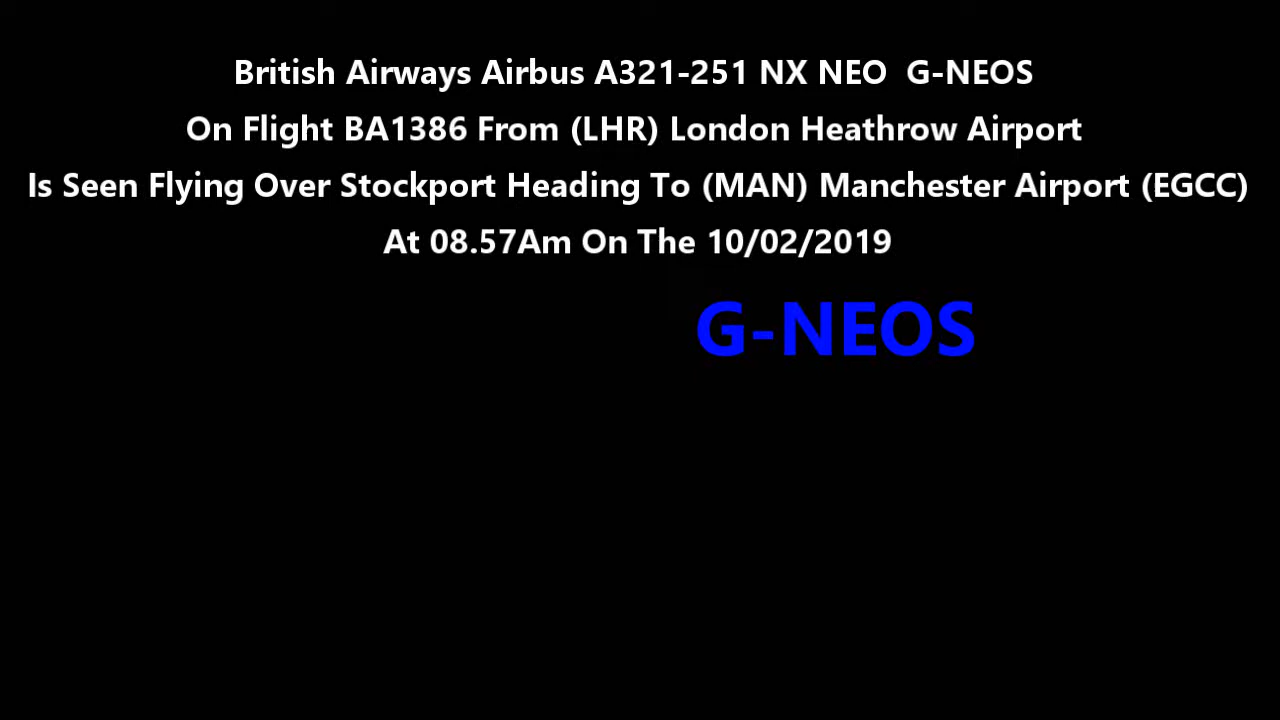 British Airways Airbus A321-251 NX NEO  G-NEOS
On Flight BA1386 From (LHR) London Heathrow Airport
Is Seen Flying Over Stockport Heading To (MAN) Manchester Airport (EGCC)
At 08.57Am On The 10/02/2019
G-NEOS